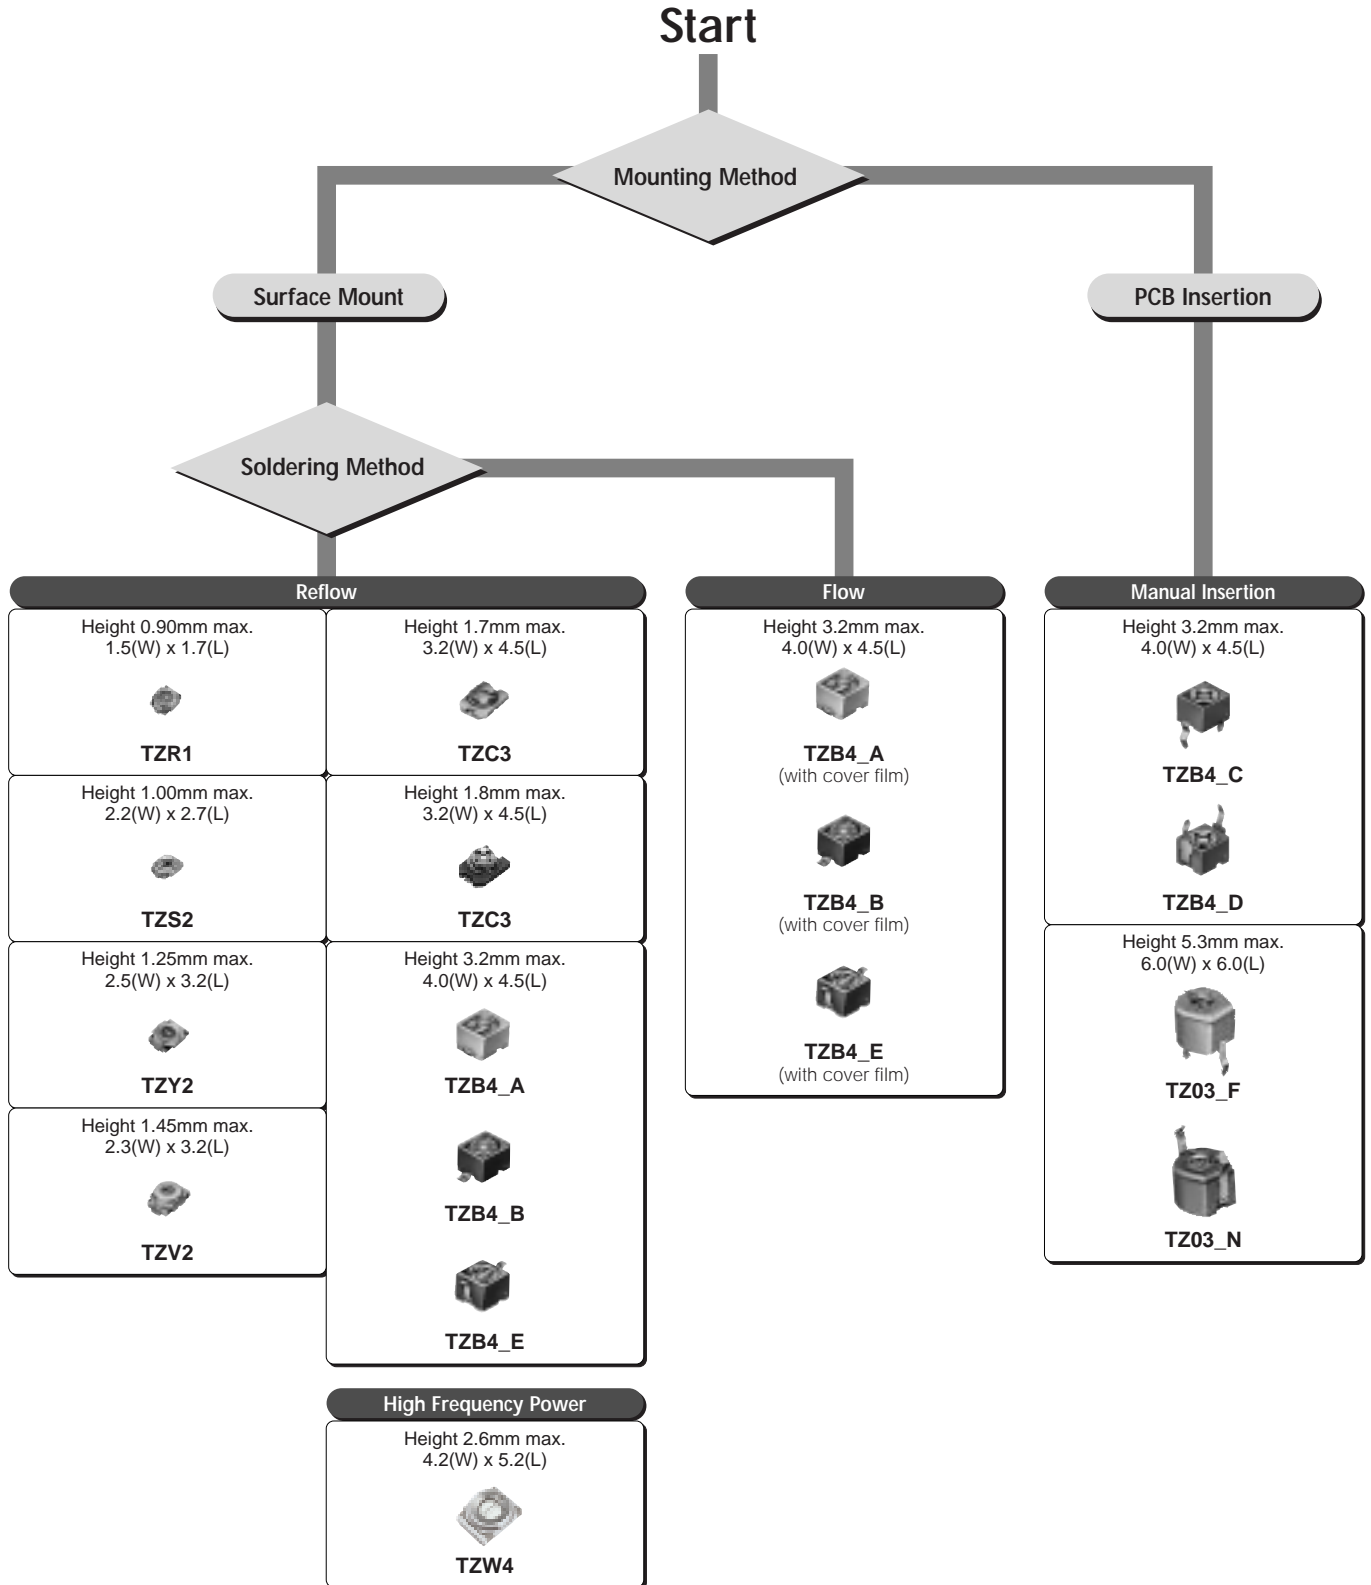 Start
Mounting Method
Surface Mount
PCB Insertion
Soldering Method
Reflow
Height 0.90mm max.
1.5(W) x 1.7(L)
TZR1
Height 1.7mm max.
3.2(W) x 4.5(L)
TZC3
Height 1.00mm max.
2.2(W) x 2.7(L)
TZS2
Height 1.8mm max.
3.2(W) x 4.5(L)
TZC3
Height 1.25mm max.
2.5(W) x 3.2(L)
TZY2
Height 1.45mm max.
2.3(W) x 3.2(L)
TZV2
Height 3.2mm max.
4.0(W) x 4.5(L)
TZB4_A
TZB4_B
TZB4_E
High Frequency Power
Height 2.6mm max.
4.2(W) x 5.2(L)
TZW4
Flow
Height 3.2mm max.
4.0(W) x 4.5(L)
TZB4_A
(with cover film)
TZB4_B
(with cover film)
TZB4_E
(with cover film)
Manual Insertion
Height 3.2mm max.
4.0(W) x 4.5(L)
TZB4_C
TZB4_D
Height 5.3mm max.
6.0(W) x 6.0(L)
TZ03_F
TZ03_N